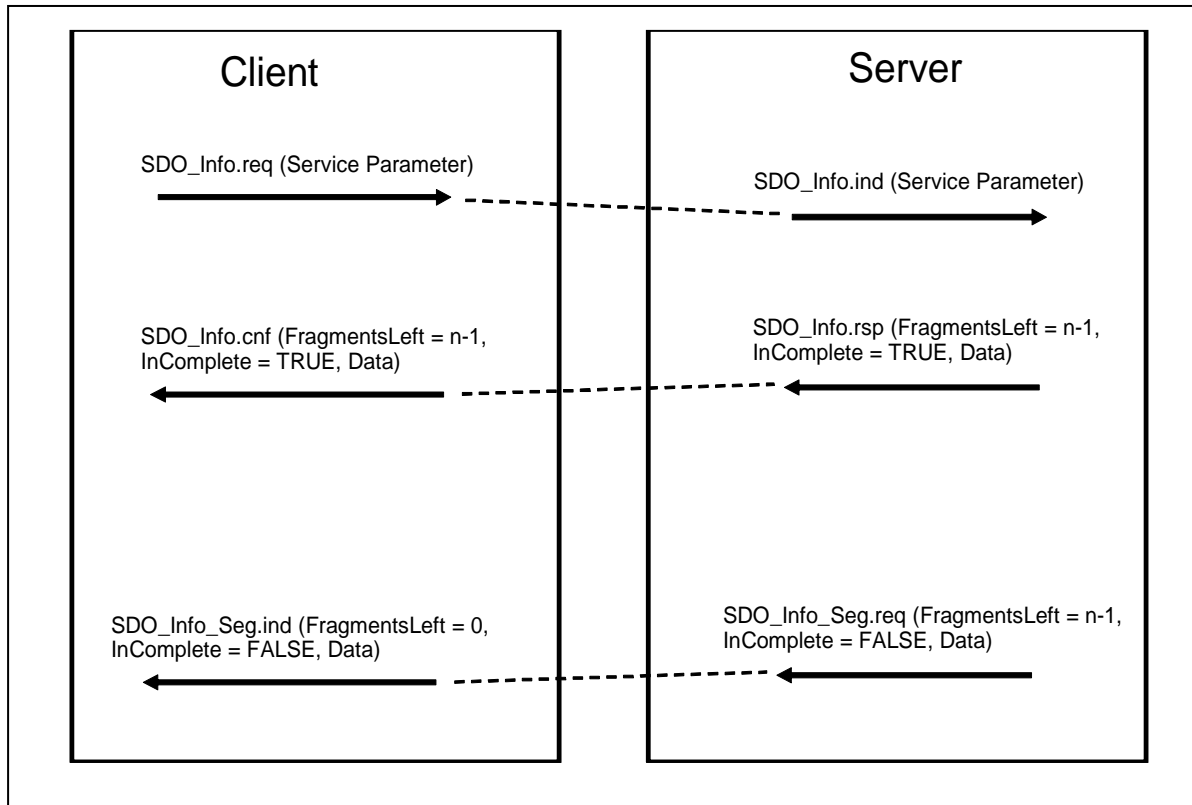 Client
Server
SDO_Info.req (Service Parameter)
SDO_Info.ind (Service Parameter)
SDO_Info.cnf (FragmentsLeft = n-1,
InComplete = TRUE, Data)
SDO_Info.rsp (FragmentsLeft = n-1,
InComplete = TRUE, Data)
SDO_Info_Seg.ind (FragmentsLeft = 0,
InComplete = FALSE, Data)
SDO_Info_Seg.req (FragmentsLeft = n-1,
InComplete = FALSE, Data)